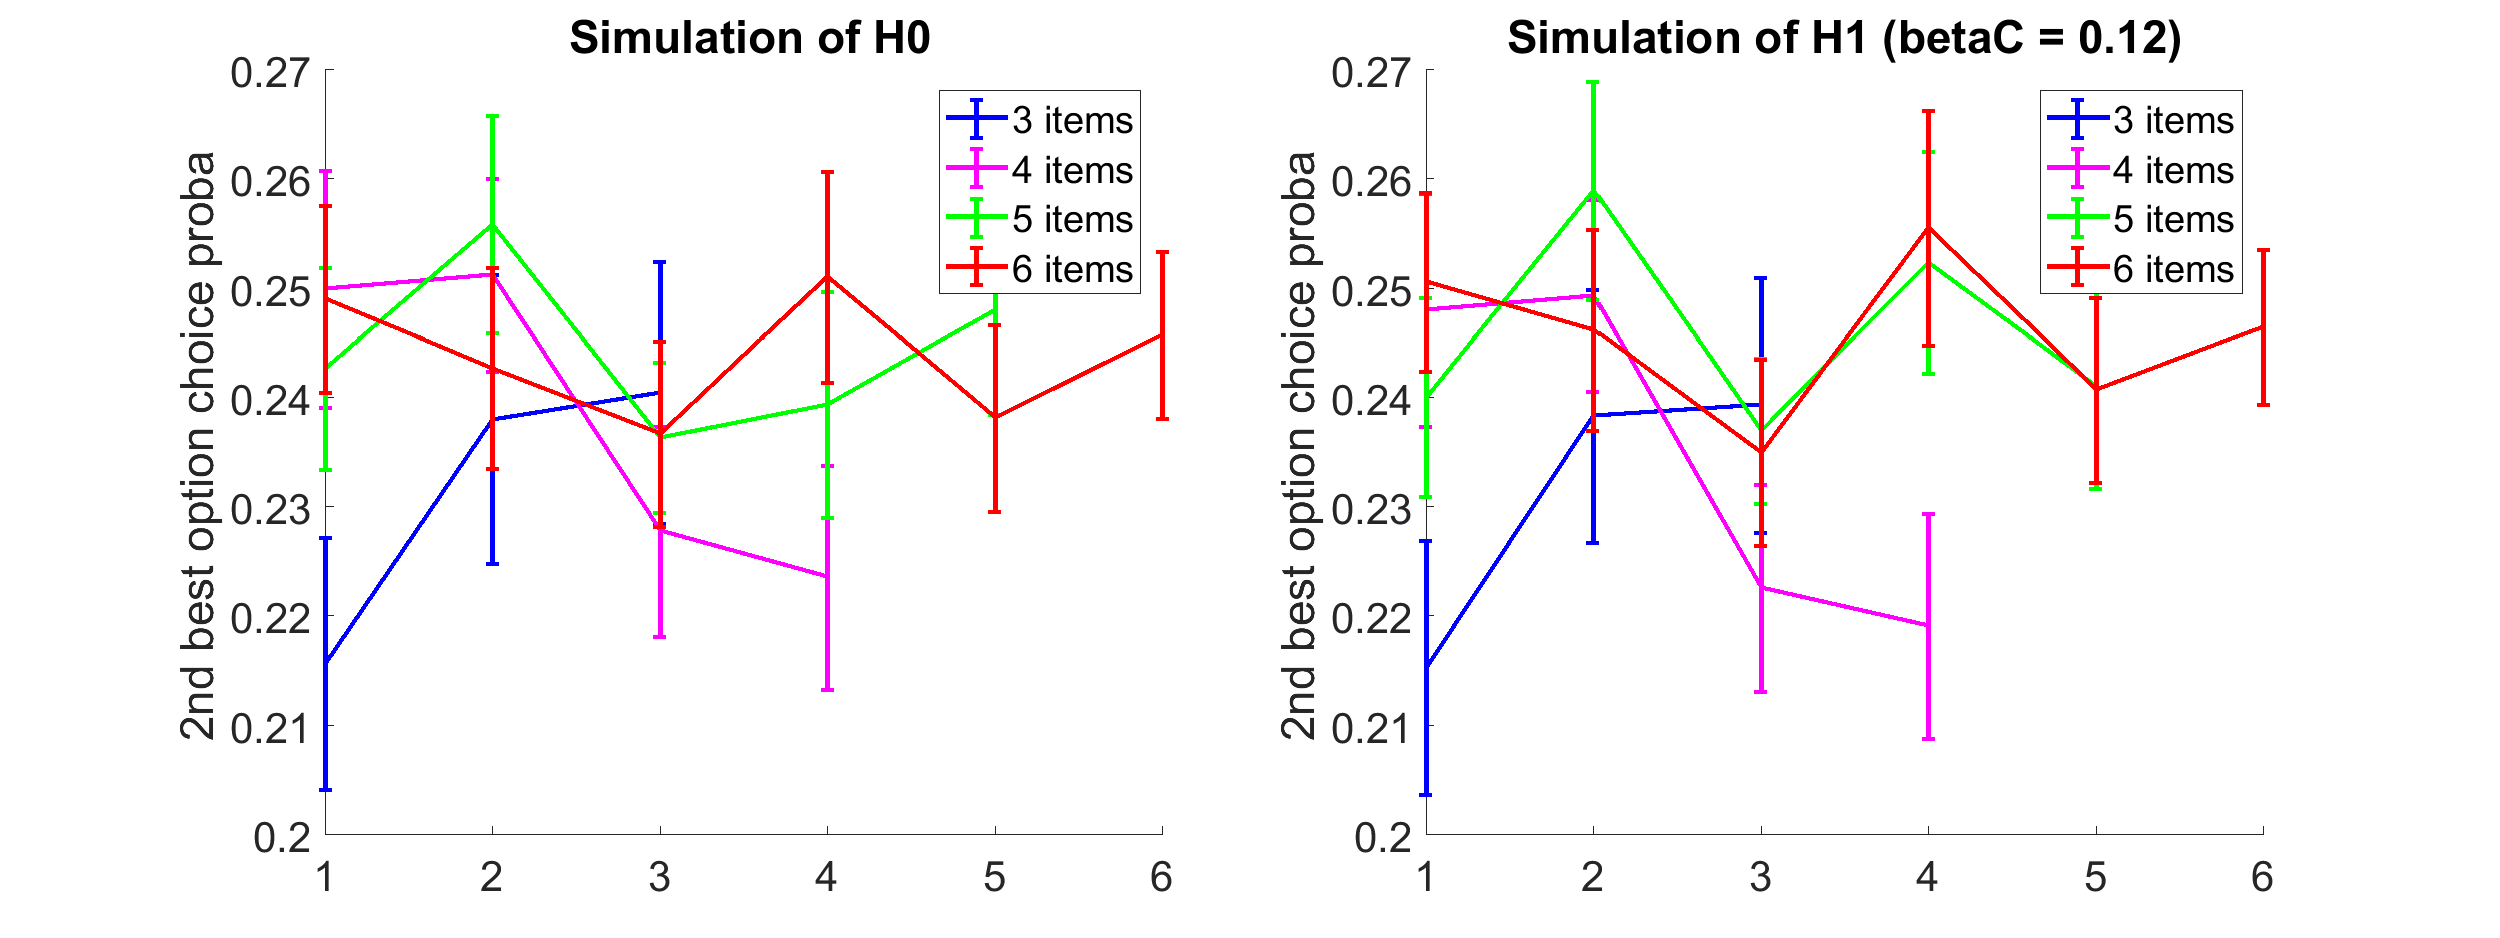 Simulation of H0
0.27
0.26
0.25
0.24
0.23
0.22
0.21
0.2
2nd best option choice proba
3 items
4 items
5 items
6 items
1 2 3 4 5 6
Simulation of H1 (betaC = 0.12)
0.27
0.26
0.25
0.24
0.23
0.22
0.21
0.2
2nd best option choice proba
3 items
4 items
5 items
6 items
1 2 3 4 5 6